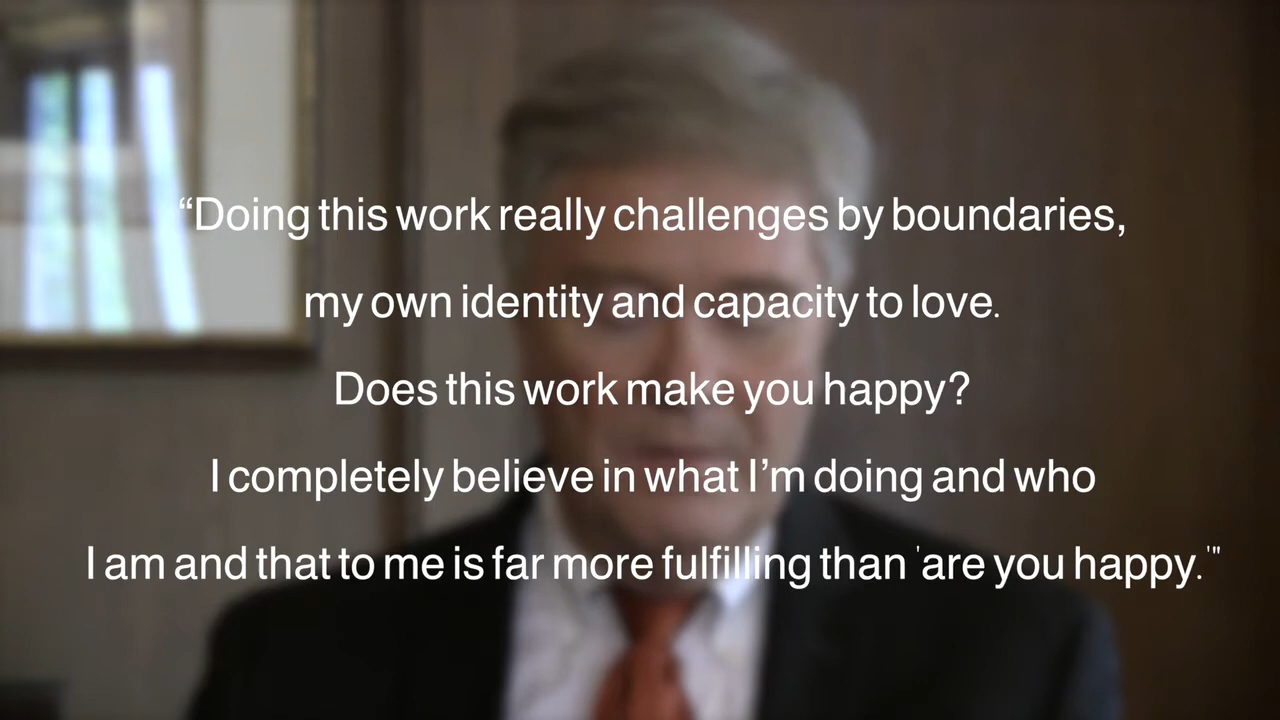 “Doing this work really challenges by boundaries,
my own identity and capacity to love.
Does this work make you happy?
I completely believe in what I’m doing and who
I am and that to me is far more fulfilling than 'are you happy.'"